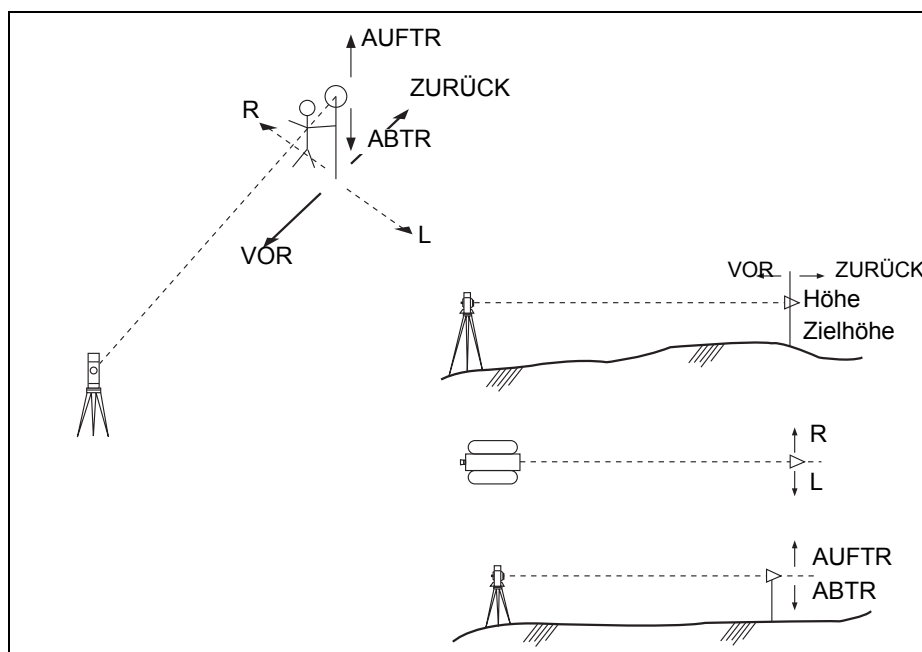 AUFTR
ZURÜCK
R
ABTR
VOR
L
VOR ZURÜCK
Höhe
Zielhöhe
R
L
AUFTR
ABTR